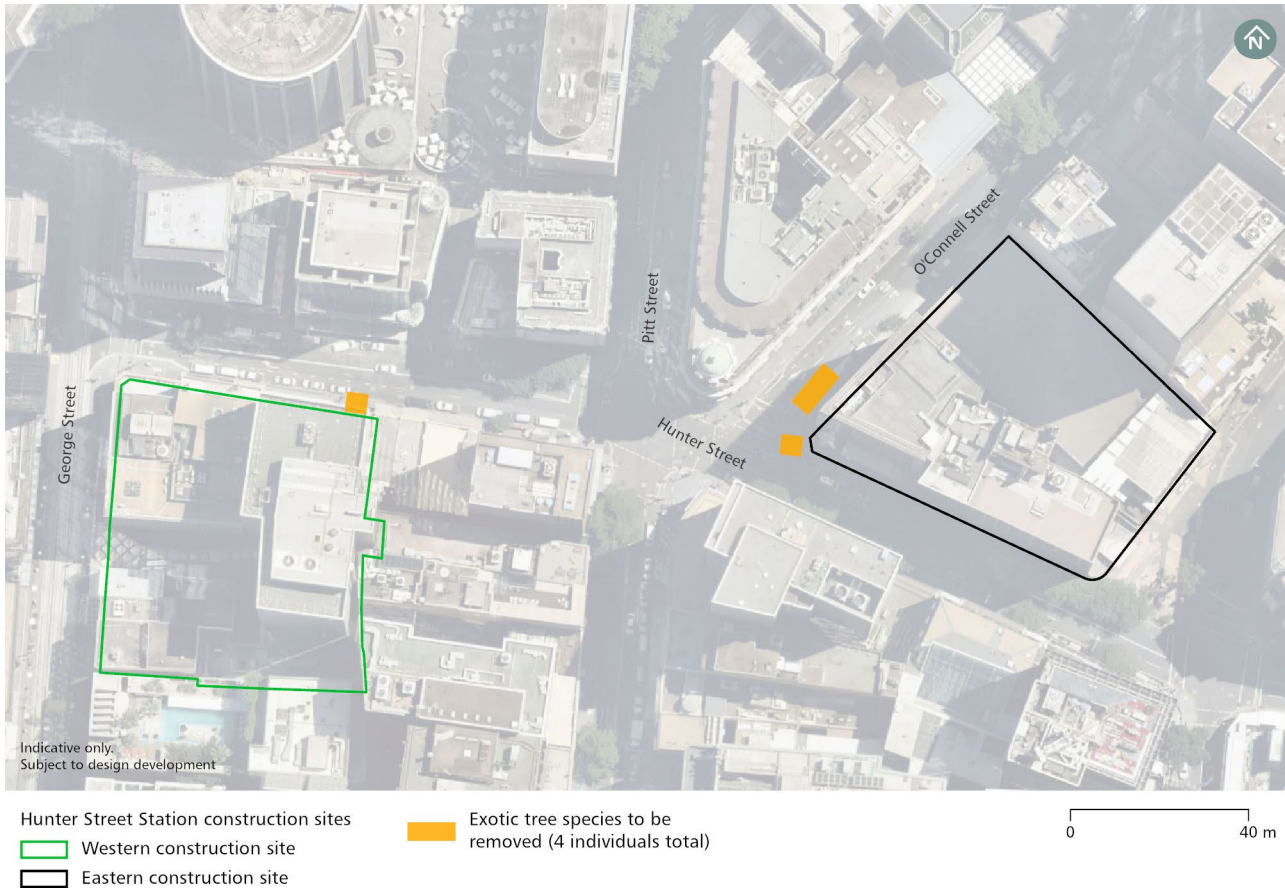 N
O'Connell Street
Pitt Street
George Street
Hunter Street
Indicative only.
Subject to design development
Hunter Street Station construction sites
Western construction site
Eastern construction site
Exotic tree species to be
removed (4 individuals total)
0 40 m